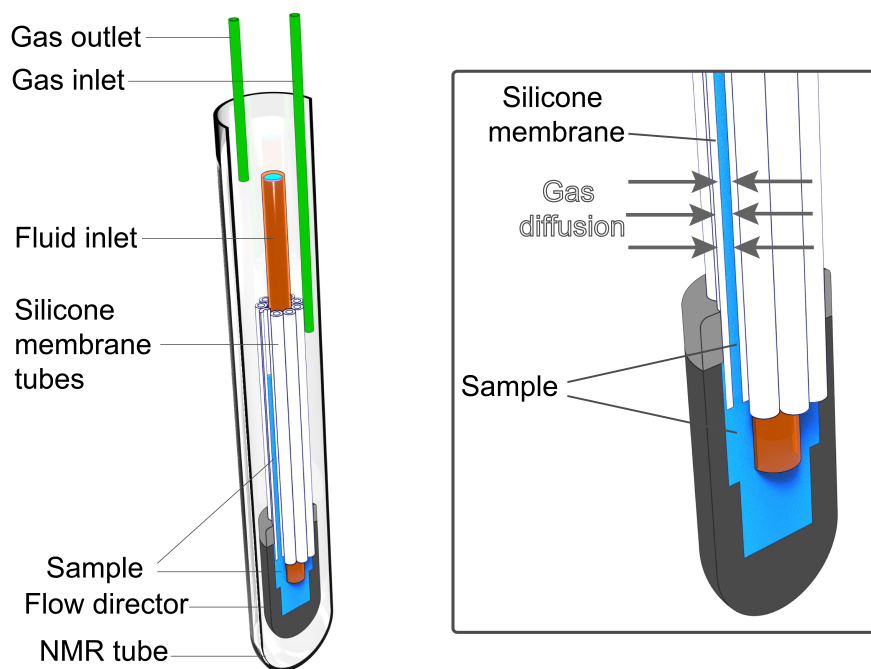 Gas outlet
Gas inlet
Fluid inlet
Silicone
membrane
tubes
Sample
Flow director
NMR tube
Silicone
membrane
Gas
diffusion
Sample